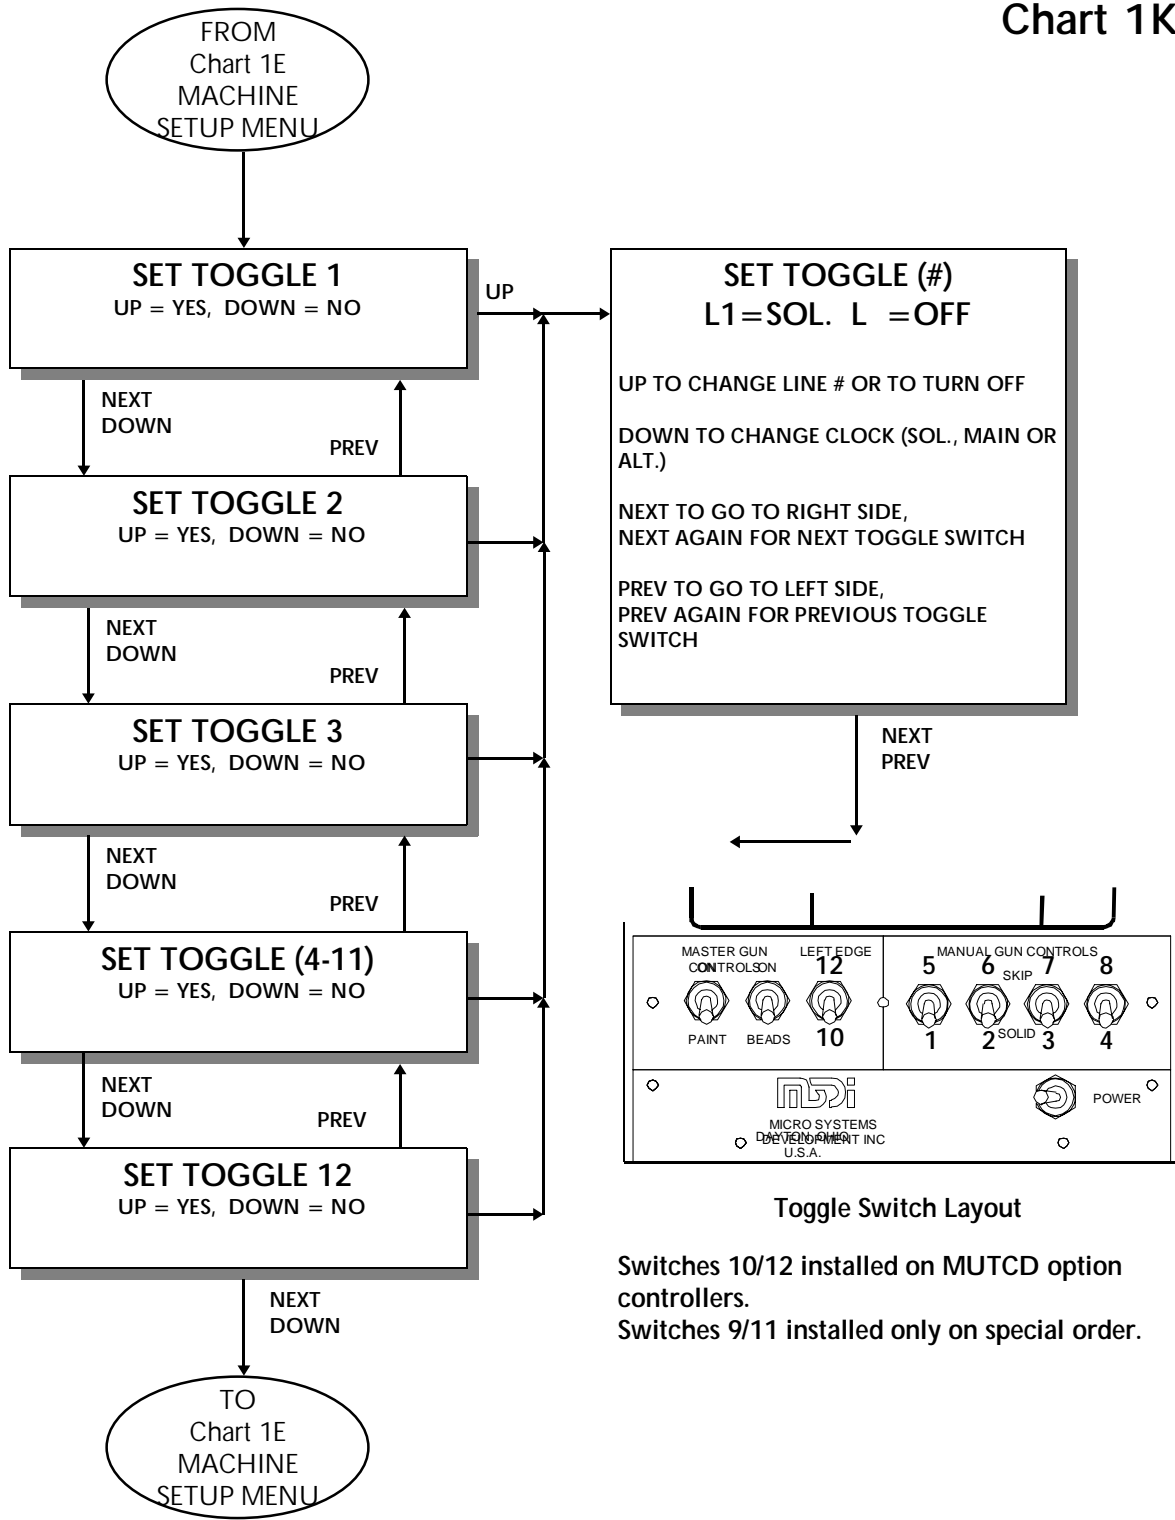 Chart 1K
FROM
Chart 1E
MACHINE
SETUP MENU
SET TOGGLE 1
UP = YES, DOWN = NO
UP
NEXT
DOWN
PREV
SET TOGGLE 2
UP = YES, DOWN = NO
NEXT
DOWN
PREV
SET TOGGLE 3
UP = YES, DOWN = NO
NEXT
DOWN
PREV
SET TOGGLE (4-11)
UP = YES, DOWN = NO
NEXT
DOWN
PREV
SET TOGGLE 12
UP = YES, DOWN = NO
NEXT
DOWN
TO
Chart 1E
MACHINE
SETUP MENU
SET TOGGLE (#)
L1=SOL. L =OFF
UP TO CHANGE LINE # OR TO TURN OFF
DOWN TO CHANGE CLOCK (SOL., MAIN OR
ALT.)
NEXT TO GO TO RIGHT SIDE,
NEXT AGAIN FOR NEXT TOGGLE SWITCH
PREV TO GO TO LEFT SIDE,
PREV AGAIN FOR PREVIOUS TOGGLE
SWITCH
NEXT
PREV
MASTER GUN
CONTROLS
ON ON
PAINT BEADS
LEFT EDGE
12
10
MANUAL GUN CONTROLS
5 6 7 8
SKIP
SOLID
1 2 3 4
MSDi
POWER
MICRO SYSTEMS
DEVELOPMENT INC
DAYTON, OHIO
U.S.A.
Toggle Switch Layout
Switches 10/12 installed on MUTCD option
controllers.
Switches 9/11 installed only on special order.